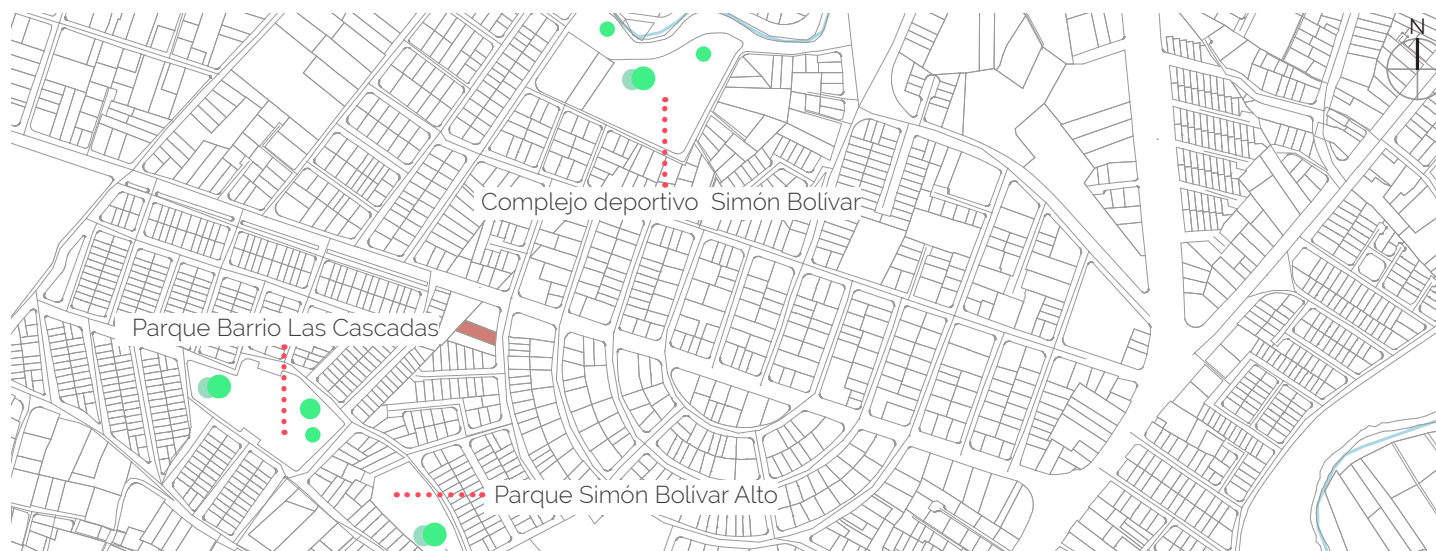 N
Complejo deportivo Simón Bolívar
Parque Barrio Las Cascadas
Parque Simón Bolívar Alto